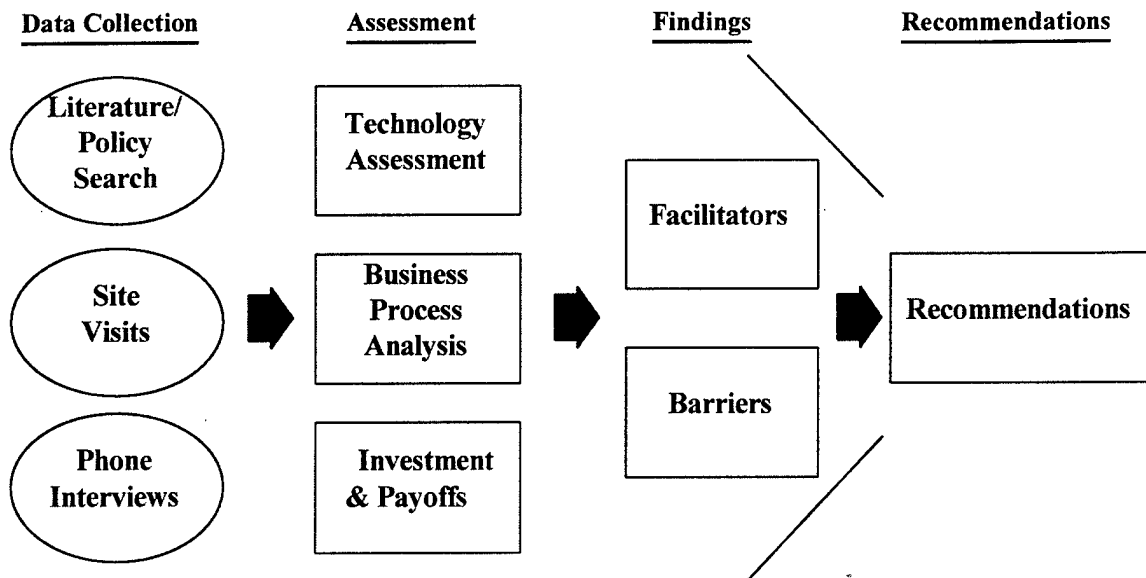 Data Collection
Assessment
Findings
Recommendations
Literature/
Policy
Search
Technology
Assessment
Facilitators
Site
Visits
Business
Process
Analysis
Recommendations
Barriers
Phone
Interviews
Investment
& Payoffs